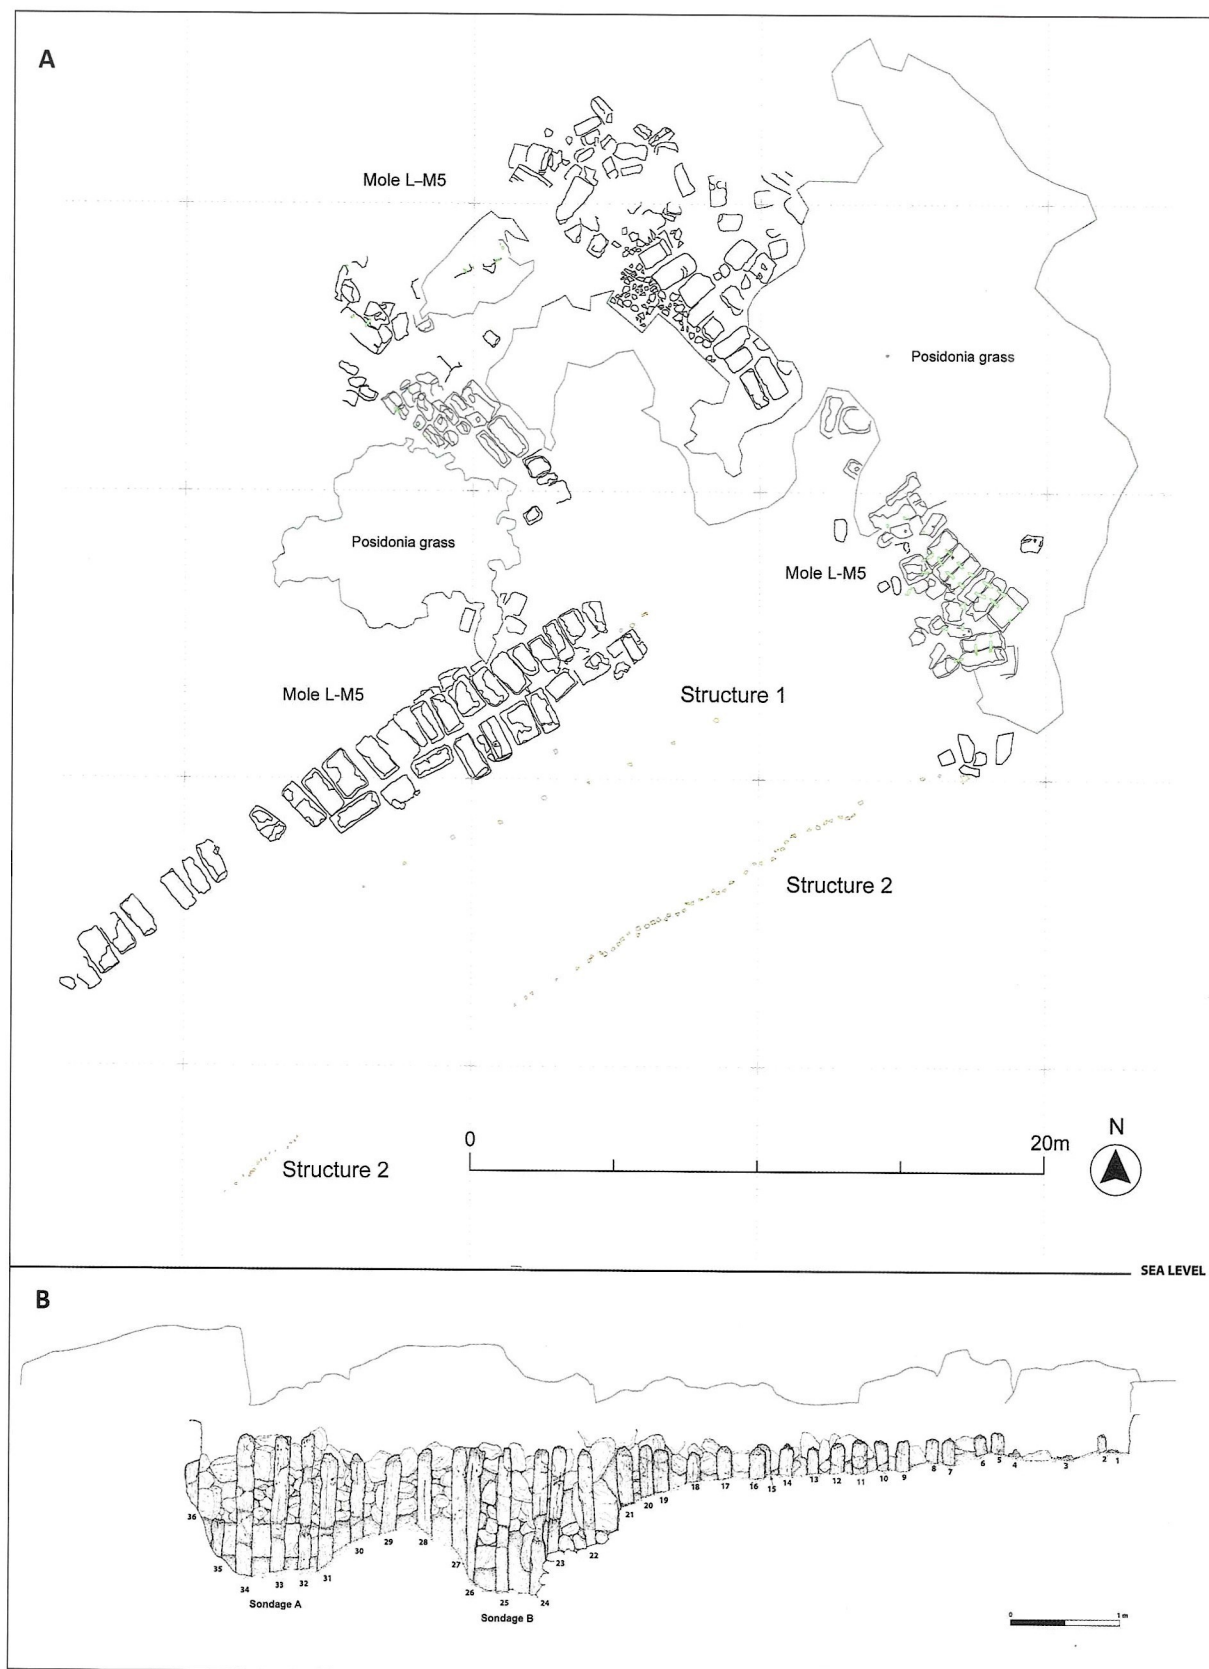 A
Mole L–M5
Posidonia grass
Posidonia grass
Mole L-M5
Mole L-M5
Structure 1
Structure 2
N
0
20m
Structure 2
SEA LEVEL
B
36
35
34
33
32
31
30
29
28
27
26
25
24
23
22
21
20
19
18
17
16
15
14
13
12
11
10
9
8
7
6
5
4
3
2
1
Sondage A
Sondage B
0
1 m